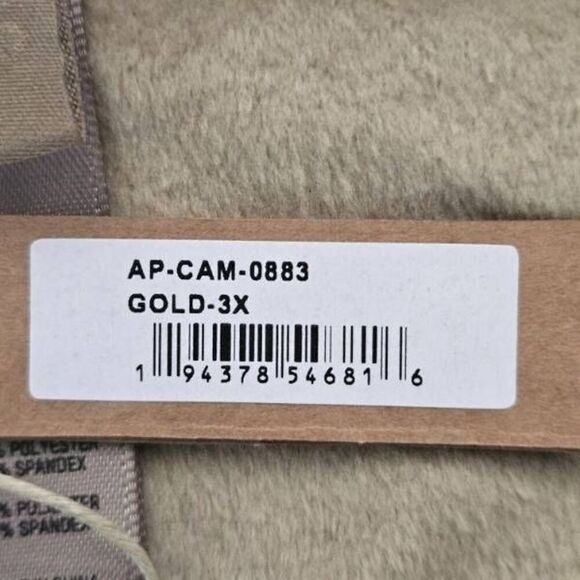 AP-CAM-0883
GOLD-3X
1 94378 54681 6
% POLYESTER
% SPANDEX
% POLYESTER
% SPANDEX